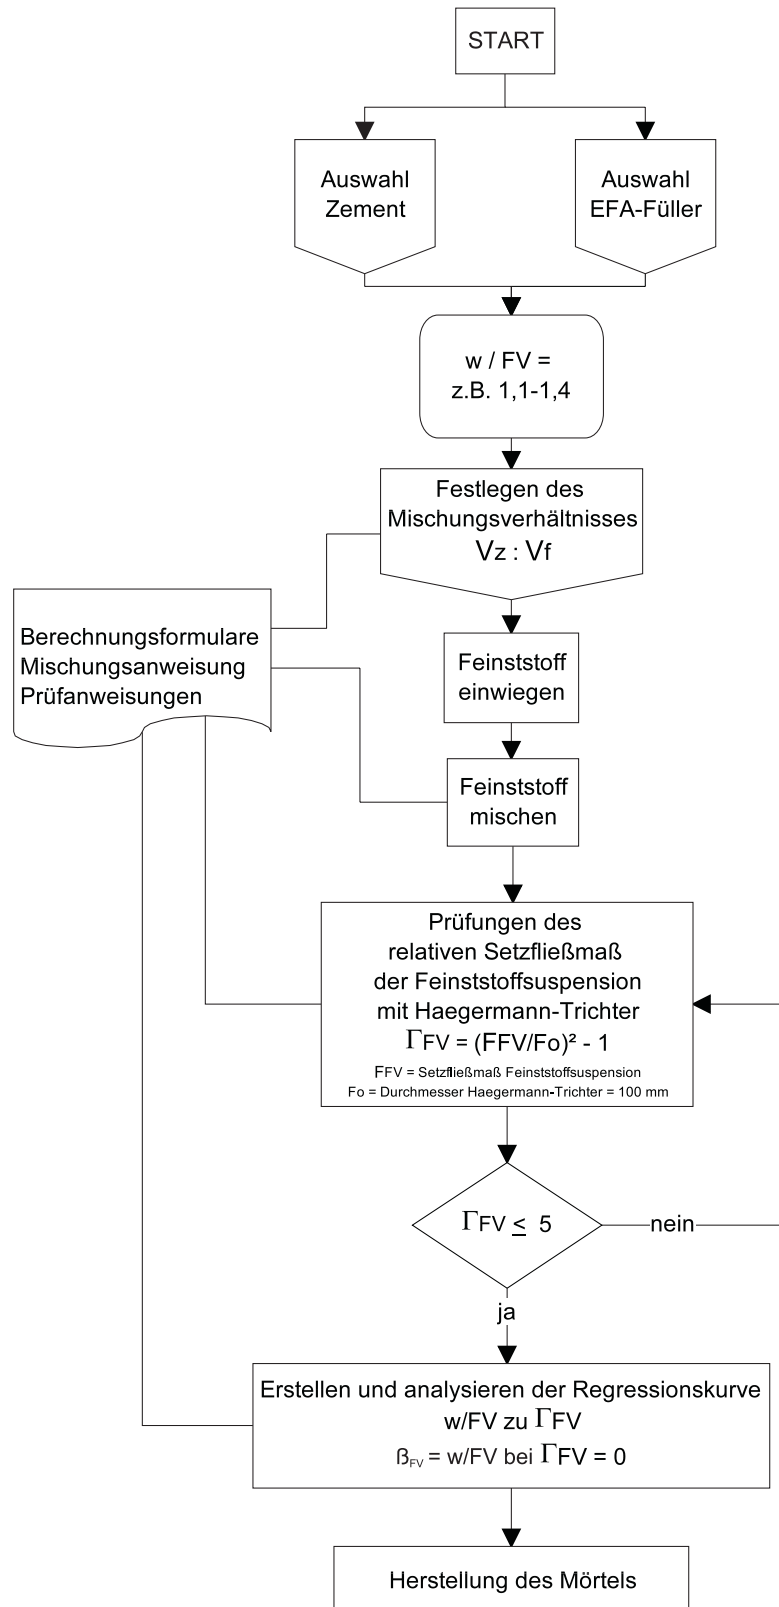 START
Auswahl
Zement
Auswahl
EFA-Füller
w / FV =
z.B. 1,1-1,4
Festlegen des
Mischungsverhältnisses
Vz : Vf
Berechnungsformulare
Mischungsanweisung
Prüfanweisungen
Feinststoff
einwiegen
Feinststoff
mischen
Prüfungen des
relativen Setzfließmaß
der Feinststoffsuspension
mit Haegermann-Trichter
ΓFV = (FFV/Fo)² - 1
FFV = Setzfließmaß Feinststoffsuspension
Fo = Durchmesser Haegermann-Trichter = 100 mm
ΓFV ≤ 5
nein
ja
Erstellen und analysieren der Regressionskurve
w/FV zu ΓFV
ßFV = w/FV bei ΓFV = 0
Herstellung des Mörtels